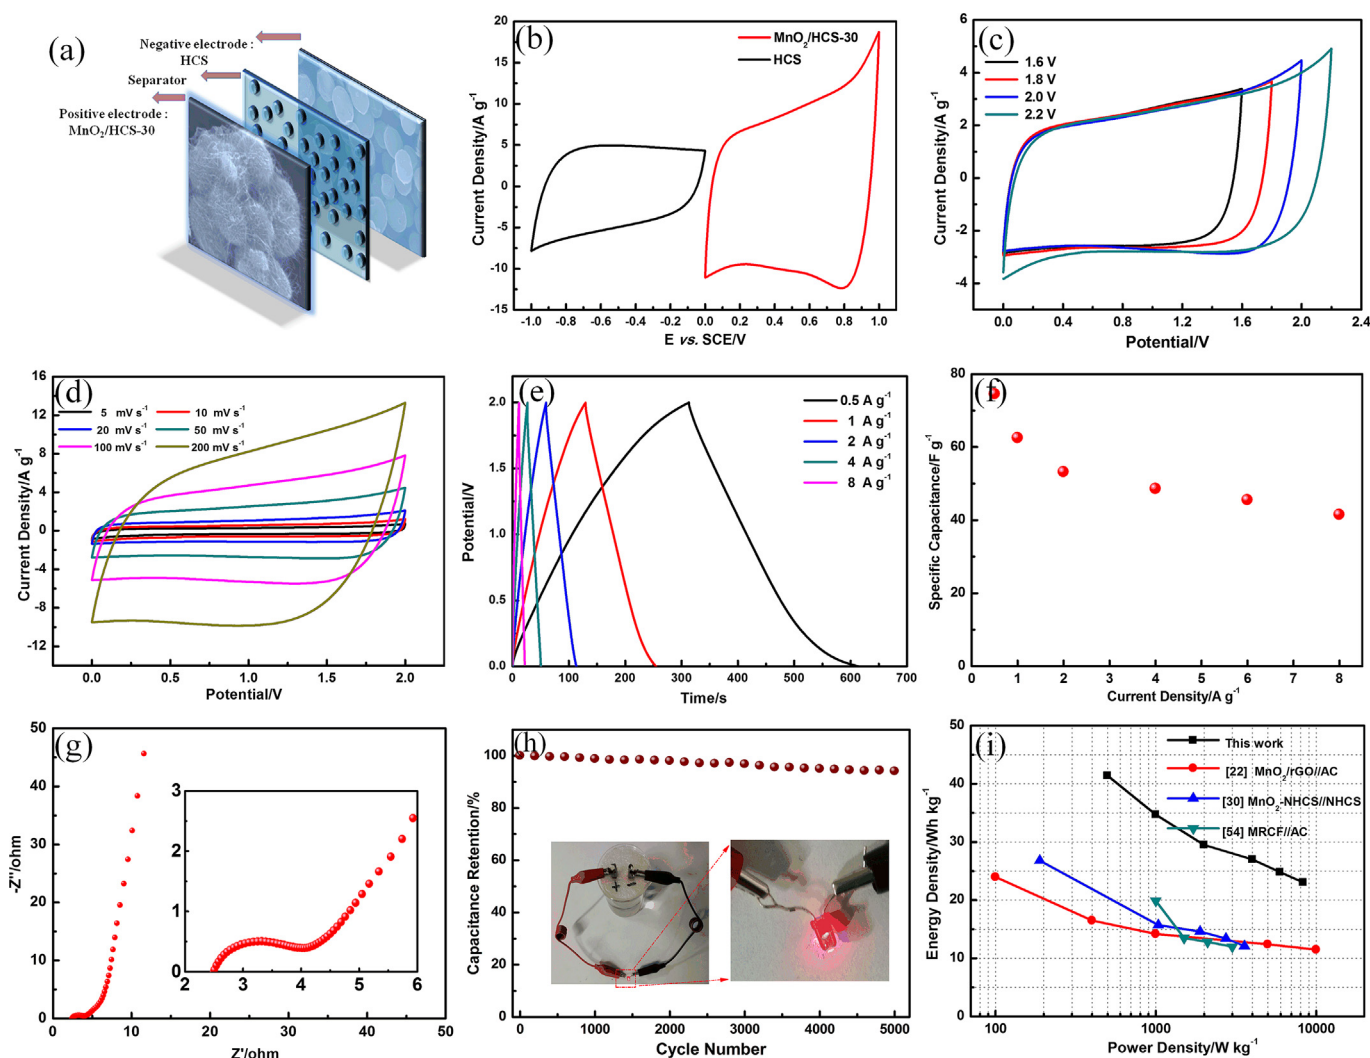 (a)
Negative electrode :
HCS
Separator
Positive electrode :
MnO₂/HCS-30
(b)
MnO₂/HCS-30
HCS
Current Density/A g⁻¹
20
15
10
5
0
-5
-10
-15
-1.0 -0.8 -0.6 -0.4 -0.2 0.0 0.2 0.4 0.6 0.8 1.0
E vs. SCE/V
(c)
1.6 V
1.8 V
2.0 V
2.2 V
Current Density/A g⁻¹
6
4
2
0
-2
-4
0.0 0.4 0.8 1.2 1.6 2.0 2.4
Potential/V
(d)
5 mV s⁻¹ 10 mV s⁻¹
20 mV s⁻¹ 50 mV s⁻¹
100 mV s⁻¹ 200 mV s⁻¹
Current Density/A g⁻¹
16
12
8
4
0
-4
-8
-12
0.0 0.5 1.0 1.5 2.0
Potential/V
(e)
0.5 A g⁻¹
1 A g⁻¹
2 A g⁻¹
4 A g⁻¹
8 A g⁻¹
Potential/V
2.0
1.5
1.0
0.5
0.0
0 100 200 300 400 500 600 700
Time/s
(f)
Specific Capacitance/F g⁻¹
80
60
40
20
0
1 2 3 4 5 6 7 8
Current Density/A g⁻¹
(g)
-Z''/ohm
50
40
30
20
10
0
0 10 20 30 40 50
Z'/ohm
3
2
1
0
2 3 4 5 6
(h)
Capacitance Retention/%
100
80
60
40
20
0
0 1000 2000 3000 4000 5000
Cycle Number
(i)
This work
[22] MnO₂/rGO//AC
[30] MnO₂-NHCS//NHCS
[54] MRCF//AC
Energy Density/Wh kg⁻¹
50
40
30
20
10
0
100 1000 10000
Power Density/W kg⁻¹